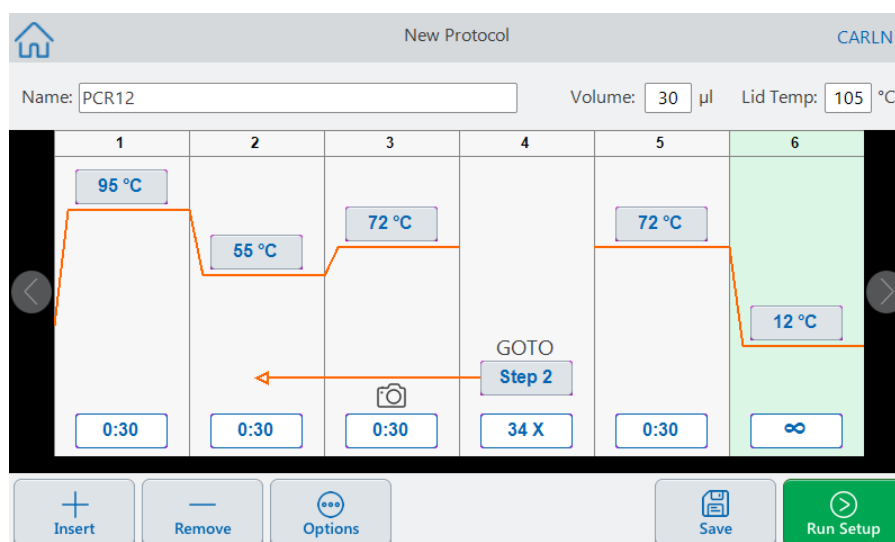 New Protocol
CARLN
Name: PCR12 Volume: 30 µl Lid Temp: 105 °C
1 2 3 4 5 6
95 °C
72 °C 72 °C
55 °C
12 °C
GOTO
Step 2
0:30 0:30 0:30 34 X 0:30 ∞
Insert Remove Options Save Run Setup